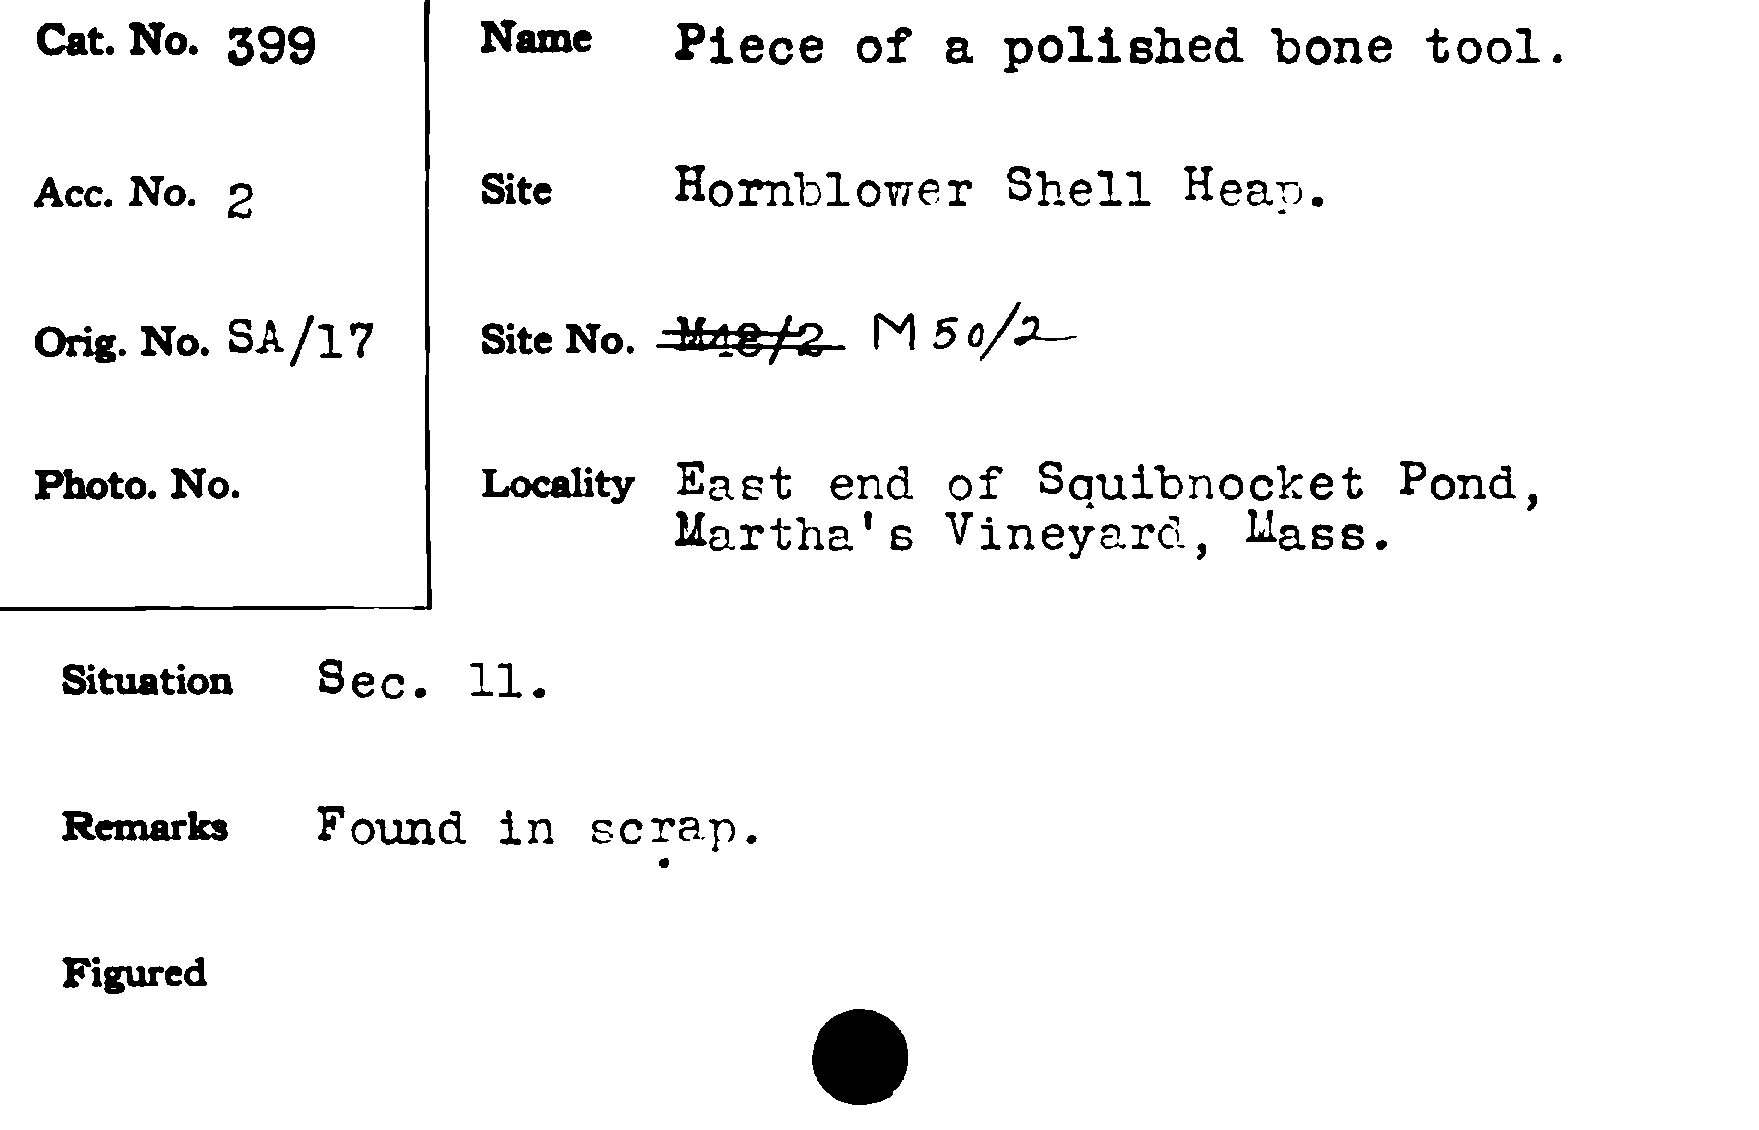 Cat. No. 399
Name Piece of a polished bone tool.
Acc. No. 2
Site Hornblower Shell Heap.
Orig. No. SA/17
Site No. M48/2 M50/2
Photo. No.
Locality East end of Squibnocket Pond,
Martha's Vineyard, Mass.
Situation Sec. 11.
Remarks Found in scrap.
Figured